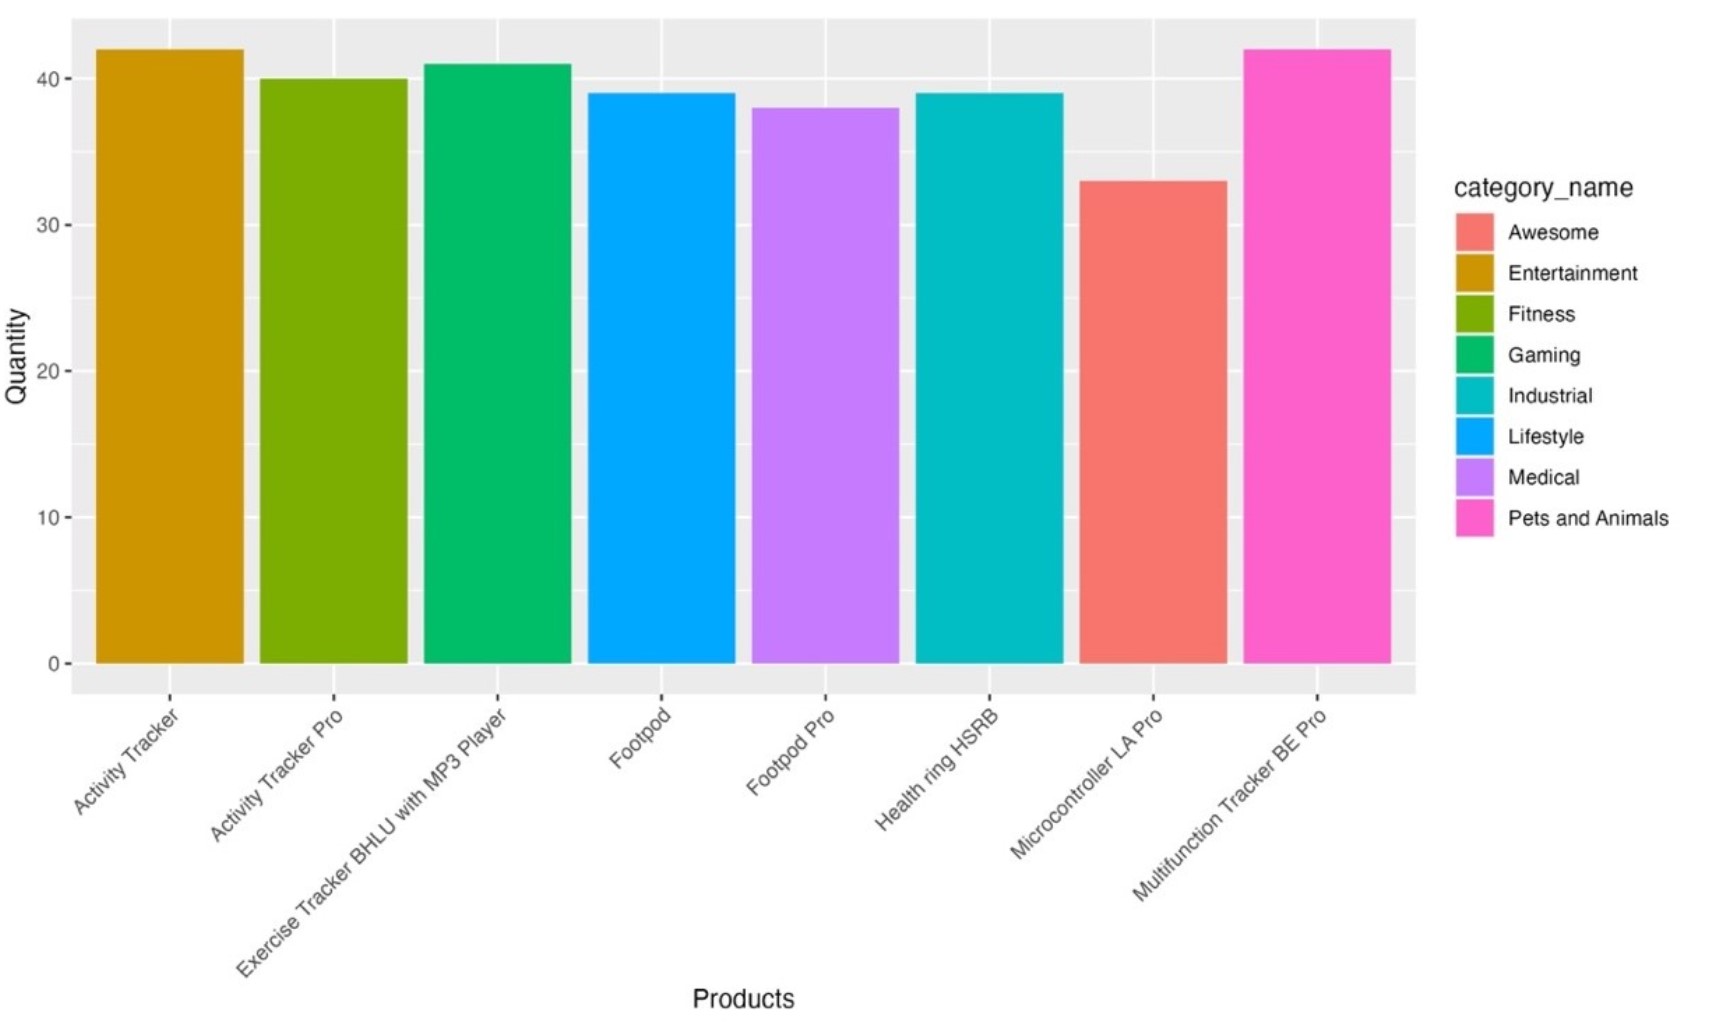 40
30
20
10
0
Quantity
Activity Tracker
Activity Tracker Pro
Exercise Tracker BHLU with MP3 Player
Footpod
Footpod Pro
Health ring HSRB
Microcontroller LA Pro
Multifunction Tracker BE Pro
Products
category_name
Awesome
Entertainment
Fitness
Gaming
Industrial
Lifestyle
Medical
Pets and Animals